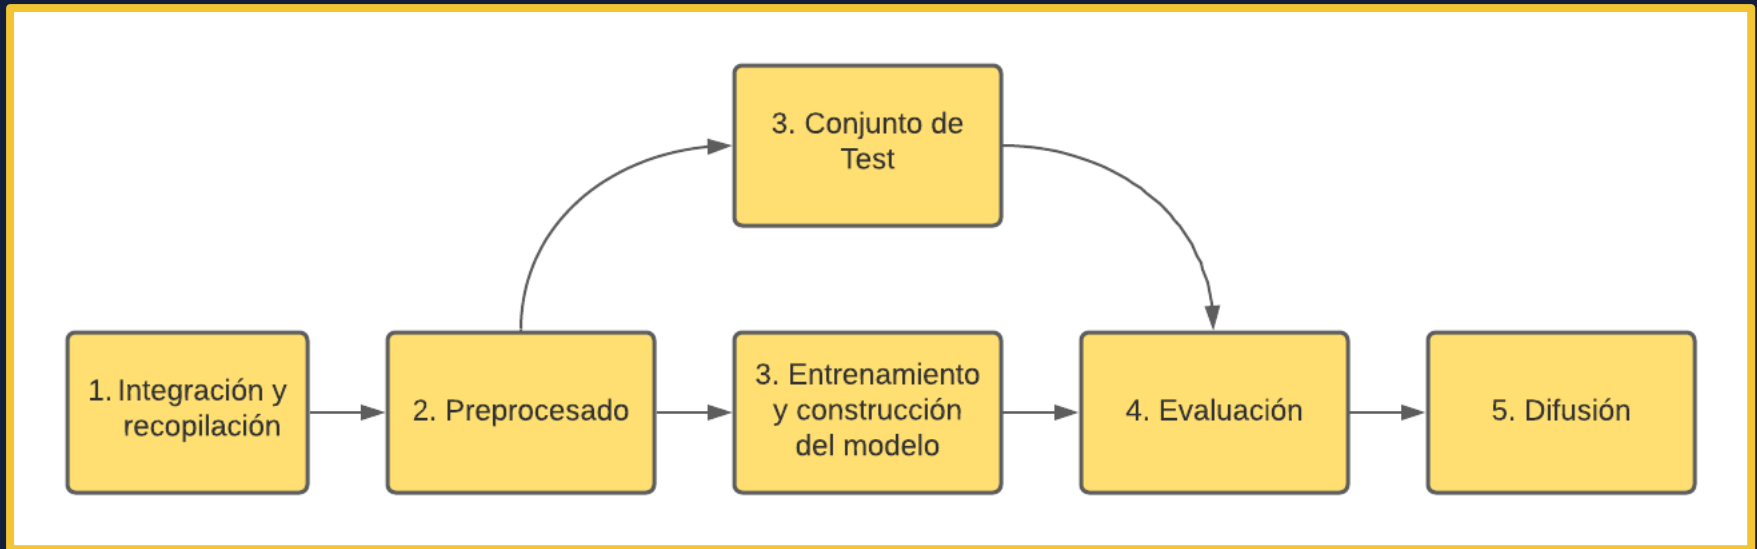 3. Conjunto de
Test
1. Integración y
recopilación
2. Preprocesado
3. Entrenamiento
y construcción
del modelo
4. Evaluación
5. Difusión